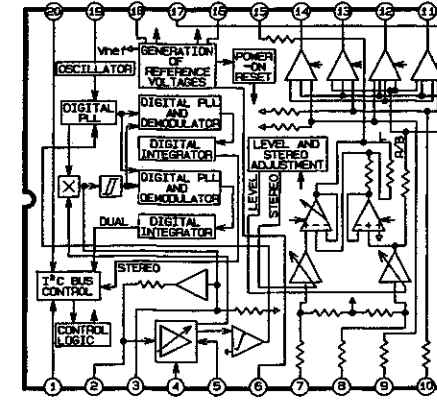 20 19 18 17 16 15 14 13 12 11
Vref
GENERATION
OF
REFERENCE
VOLTAGES
POWER
-ON
RESET
OSCILLATOR
DIGITAL
PLL
DIGITAL PLL
AND
DEMODULATOR
DIGITAL
INTEGRATOR
LEVEL AND
STEREO
ADJUSTMENT
DIGITAL PLL
AND
DEMODULATOR
DIGITAL
INTEGRATOR
DUAL
LEVEL
STEREO
L
R/B
STEREO
I²C BUS
CONTROL
CONTROL
LOGIC
1 2 3 4 5 6 7 8 9 10